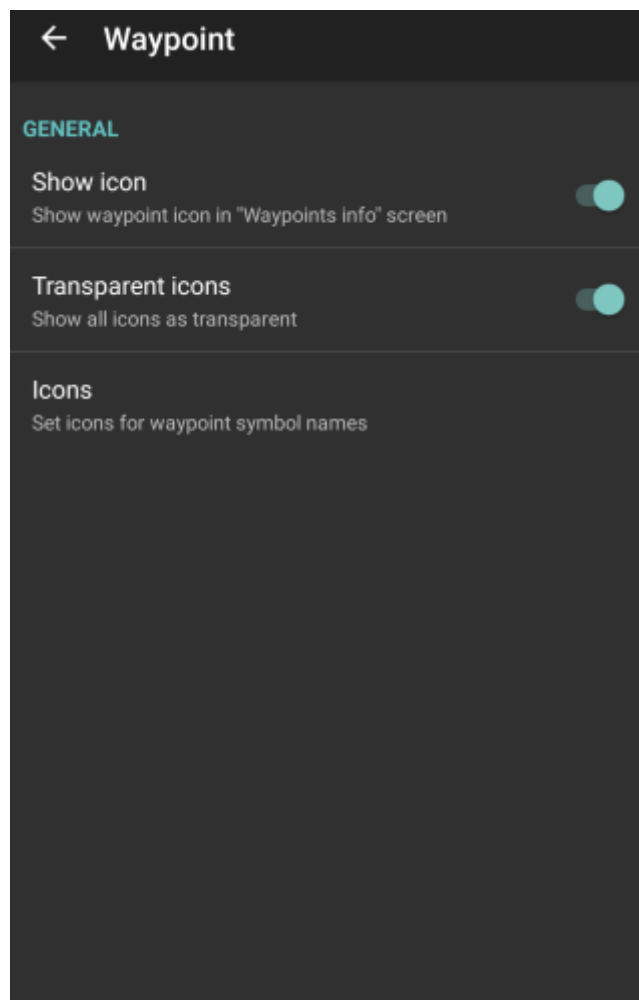 Waypoint
GENERAL
Show icon
Show waypoint icon in "Waypoints info" screen
Transparent icons
Show all icons as transparent
Icons
Set icons for waypoint symbol names